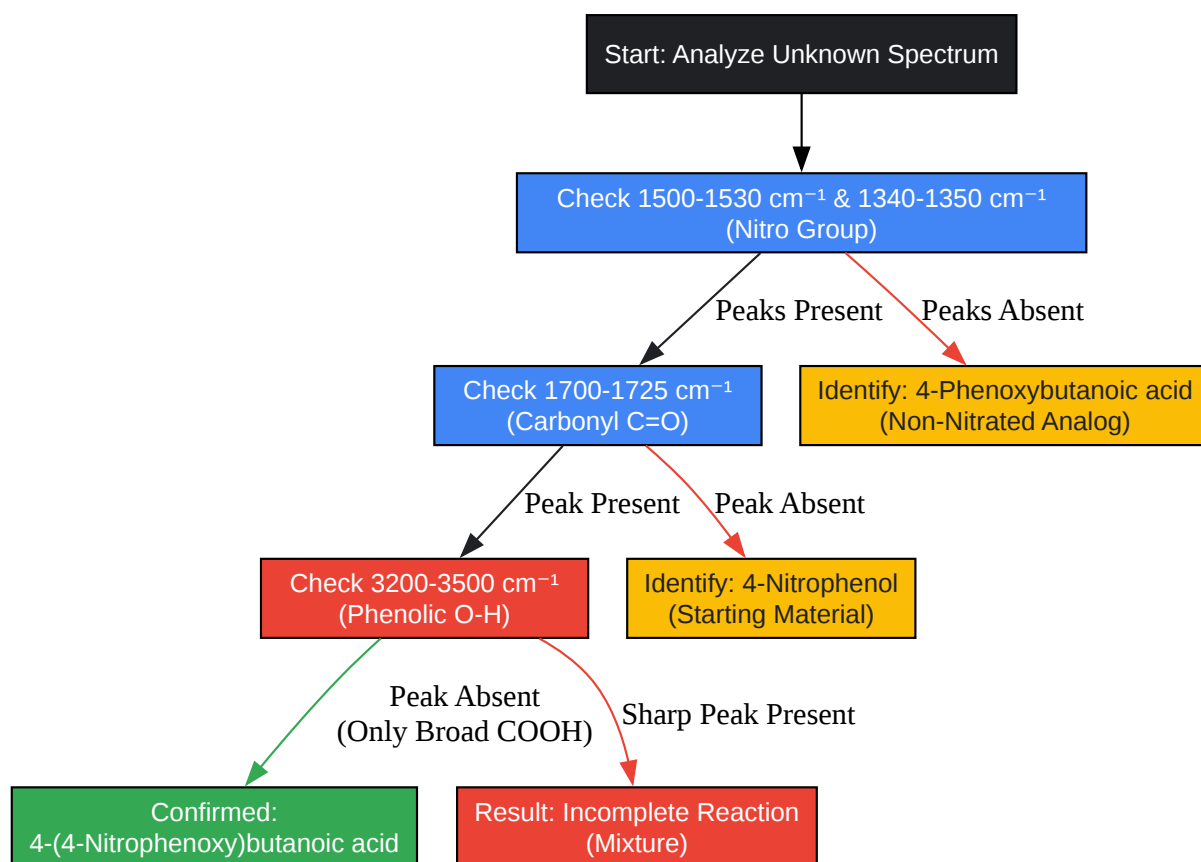 Start: Analyze Unknown Spectrum
Check 1500-1530 cm⁻¹ & 1340-1350 cm⁻¹
(Nitro Group)
Peaks Present
Peaks Absent
Check 1700-1725 cm⁻¹
(Carbonyl C=O)
Identify: 4-Phenoxybutanoic acid
(Non-Nitrated Analog)
Peak Present
Peak Absent
Check 3200-3500 cm⁻¹
(Phenolic O-H)
Identify: 4-Nitrophenol
(Starting Material)
Peak Absent
(Only Broad COOH)
Sharp Peak Present
Confirmed:
4-(4-Nitrophenoxy)butanoic acid
Result: Incomplete Reaction
(Mixture)